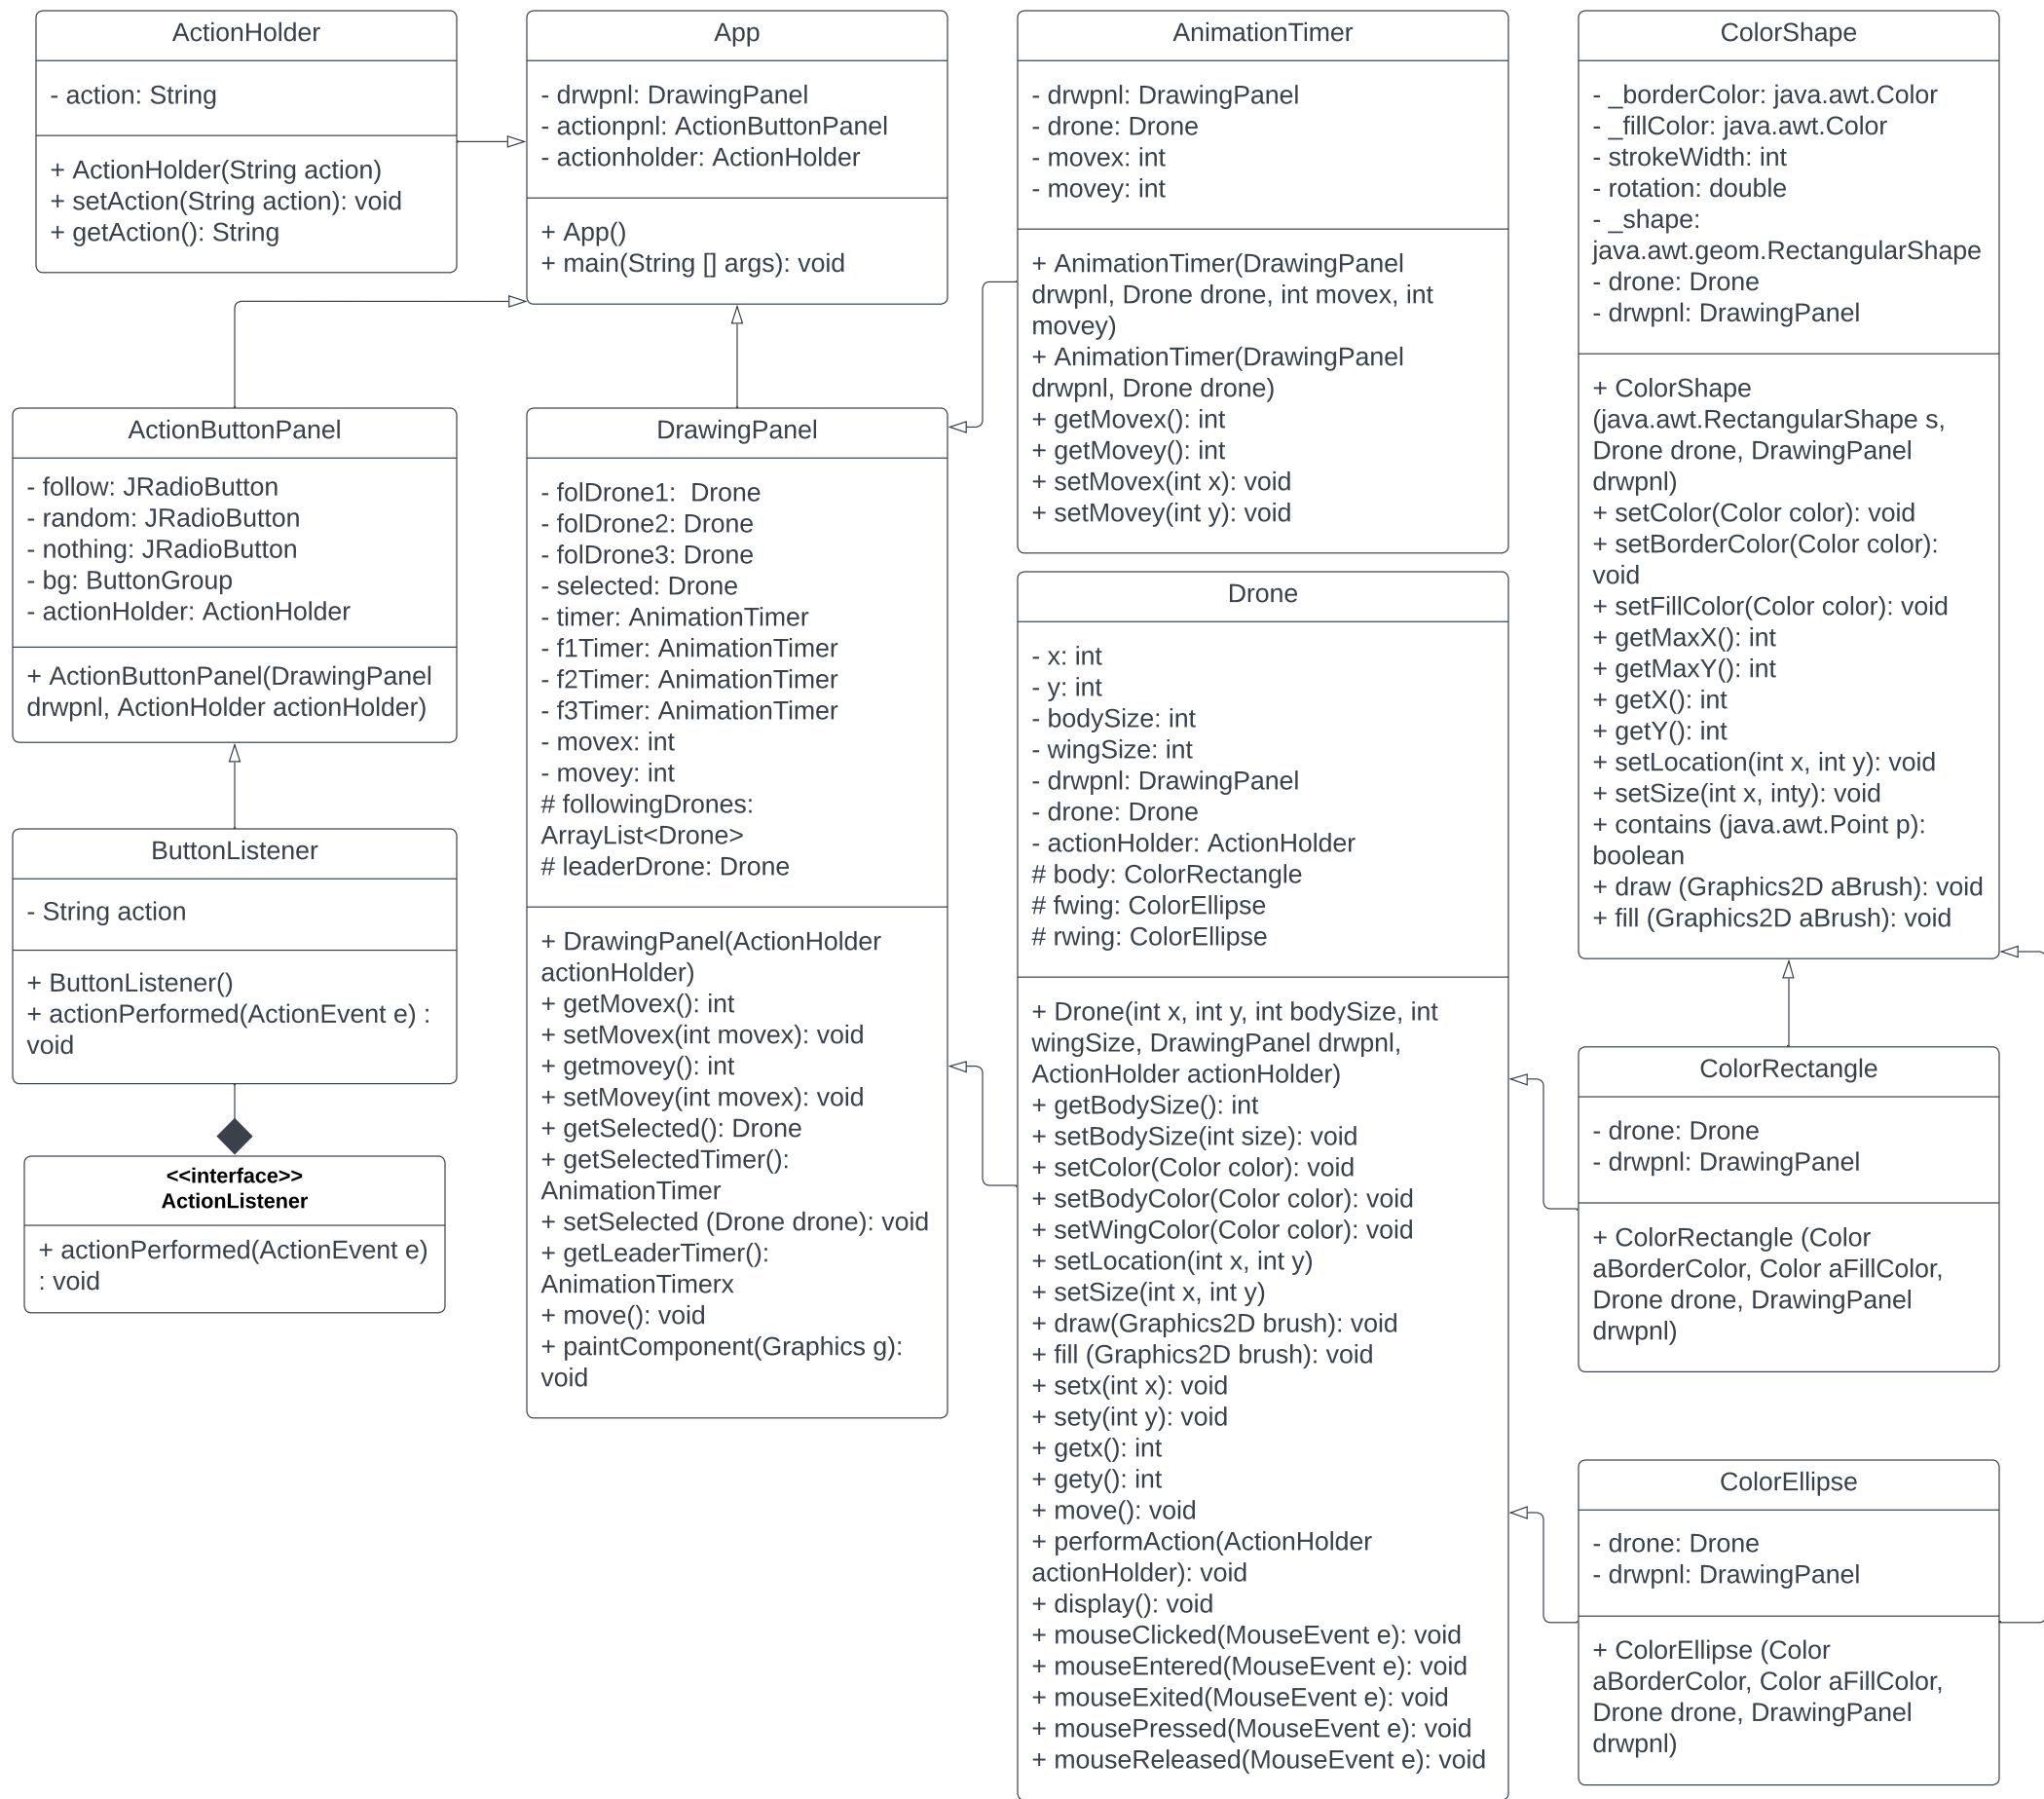 ActionHolder
- action: String
+ ActionHolder(String action)
+ setAction(String action): void
+ getAction(): String
App
- drwpnl: DrawingPanel
- actionpnl: ActionButtonPanel
- actionholder: ActionHolder
+ App()
+ main(String [] args): void
AnimationTimer
- drwpnl: DrawingPanel
- drone: Drone
- movex: int
- movey: int
+ AnimationTimer(DrawingPanel
drwpnl, Drone drone, int movex, int
movey)
+ AnimationTimer(DrawingPanel
drwpnl, Drone drone)
+ getMovex(): int
+ getMovey(): int
+ setMovex(int x): void
+ setMovey(int y): void
ColorShape
- _borderColor: java.awt.Color
- _fillColor: java.awt.Color
- strokeWidth: int
- rotation: double
- _shape:
java.awt.geom.RectangularShape
- drone: Drone
- drwpnl: DrawingPanel
+ ColorShape
(java.awt.RectangularShape s,
Drone drone, DrawingPanel
drwpnl)
+ setColor(Color color): void
+ setBorderColor(Color color):
void
+ setFillColor(Color color): void
+ getMaxX(): int
+ getMaxY(): int
+ getX(): int
+ getY(): int
+ setLocation(int x, int y): void
+ setSize(int x, inty): void
+ contains (java.awt.Point p):
boolean
+ draw (Graphics2D aBrush): void
+ fill (Graphics2D aBrush): void
ActionButtonPanel
- follow: JRadioButton
- random: JRadioButton
- nothing: JRadioButton
- bg: ButtonGroup
- actionHolder: ActionHolder
+ ActionButtonPanel(DrawingPanel
drwpnl, ActionHolder actionHolder)
DrawingPanel
- folDrone1:  Drone
- folDrone2: Drone
- folDrone3: Drone
- selected: Drone
- timer: AnimationTimer
- f1Timer: AnimationTimer
- f2Timer: AnimationTimer
- f3Timer: AnimationTimer
- movex: int
- movey: int
# followingDrones:
ArrayList<Drone>
# leaderDrone: Drone
+ DrawingPanel(ActionHolder
actionHolder)
+ getMovex(): int
+ setMovex(int movex): void
+ getmovey(): int
+ setMovey(int movex): void
+ getSelected(): Drone
+ getSelectedTimer():
AnimationTimer
+ setSelected (Drone drone): void
+ getLeaderTimer():
AnimationTimerx
+ move(): void
+ paintComponent(Graphics g):
void
Drone
- x: int
- y: int
- bodySize: int
- wingSize: int
- drwpnl: DrawingPanel
- drone: Drone
- actionHolder: ActionHolder
# body: ColorRectangle
# fwing: ColorEllipse
# rwing: ColorEllipse
+ Drone(int x, int y, int bodySize, int
wingSize, DrawingPanel drwpnl,
ActionHolder actionHolder)
+ getBodySize(): int
+ setBodySize(int size): void
+ setColor(Color color): void
+ setBodyColor(Color color): void
+ setWingColor(Color color): void
+ setLocation(int x, int y)
+ setSize(int x, int y)
+ draw(Graphics2D brush): void
+ fill (Graphics2D brush): void
+ setx(int x): void
+ sety(int y): void
+ getx(): int
+ gety(): int
+ move(): void
+ performAction(ActionHolder
actionHolder): void
+ display(): void
+ mouseClicked(MouseEvent e): void
+ mouseEntered(MouseEvent e): void
+ mouseExited(MouseEvent e): void
+ mousePressed(MouseEvent e): void
+ mouseReleased(MouseEvent e): void
ButtonListener
- String action
+ ButtonListener()
+ actionPerformed(ActionEvent e) :
void
<<interface>>
ActionListener
+ actionPerformed(ActionEvent e)
: void
ColorRectangle
- drone: Drone
- drwpnl: DrawingPanel
+ ColorRectangle (Color
aBorderColor, Color aFillColor,
Drone drone, DrawingPanel
drwpnl)
ColorEllipse
- drone: Drone
- drwpnl: DrawingPanel
+ ColorEllipse (Color
aBorderColor, Color aFillColor,
Drone drone, DrawingPanel
drwpnl)